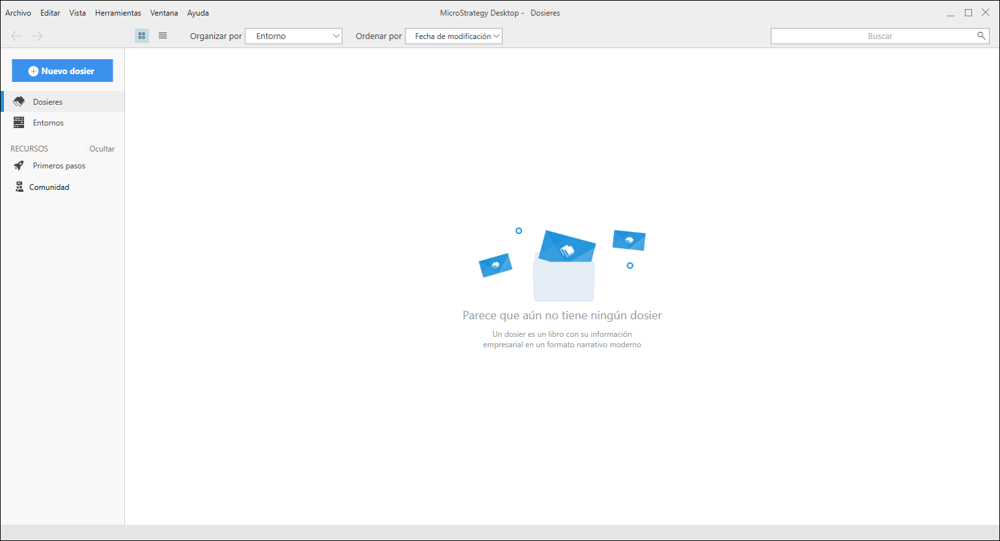 Archivo Editar Vista Herramientas Ventana Ayuda MicroStrategy Desktop - Dosieres
Organizar por Entorno Ordenar por Fecha de modificación Buscar
Nuevo dosier
Dosieres
Entornos
RECURSOS Ocultar
Primeros pasos
Comunidad
Parece que aún no tiene ningún dosier
Un dosier es un libro con su información
empresarial en un formato narrativo moderno